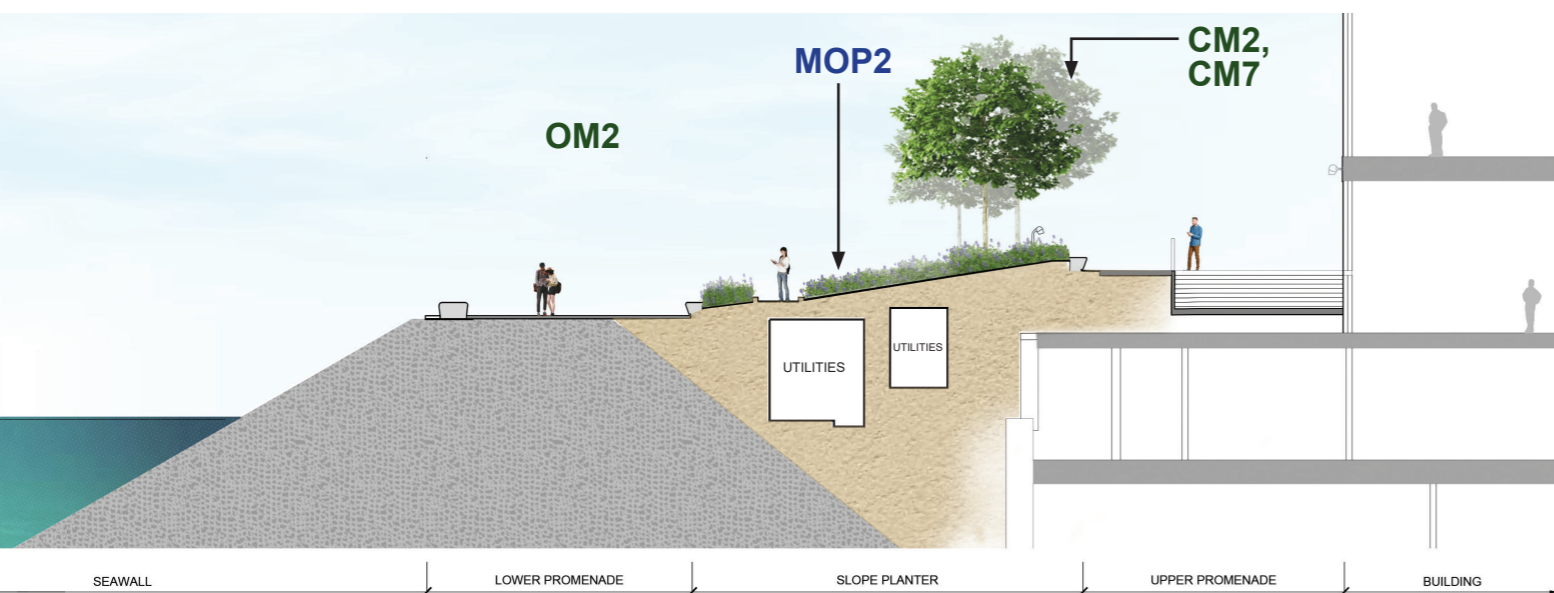 CM2,
CM7
MOP2
OM2
UTILITIES
UTILITIES
SEAWALL
LOWER PROMENADE
SLOPE PLANTER
UPPER PROMENADE
BUILDING